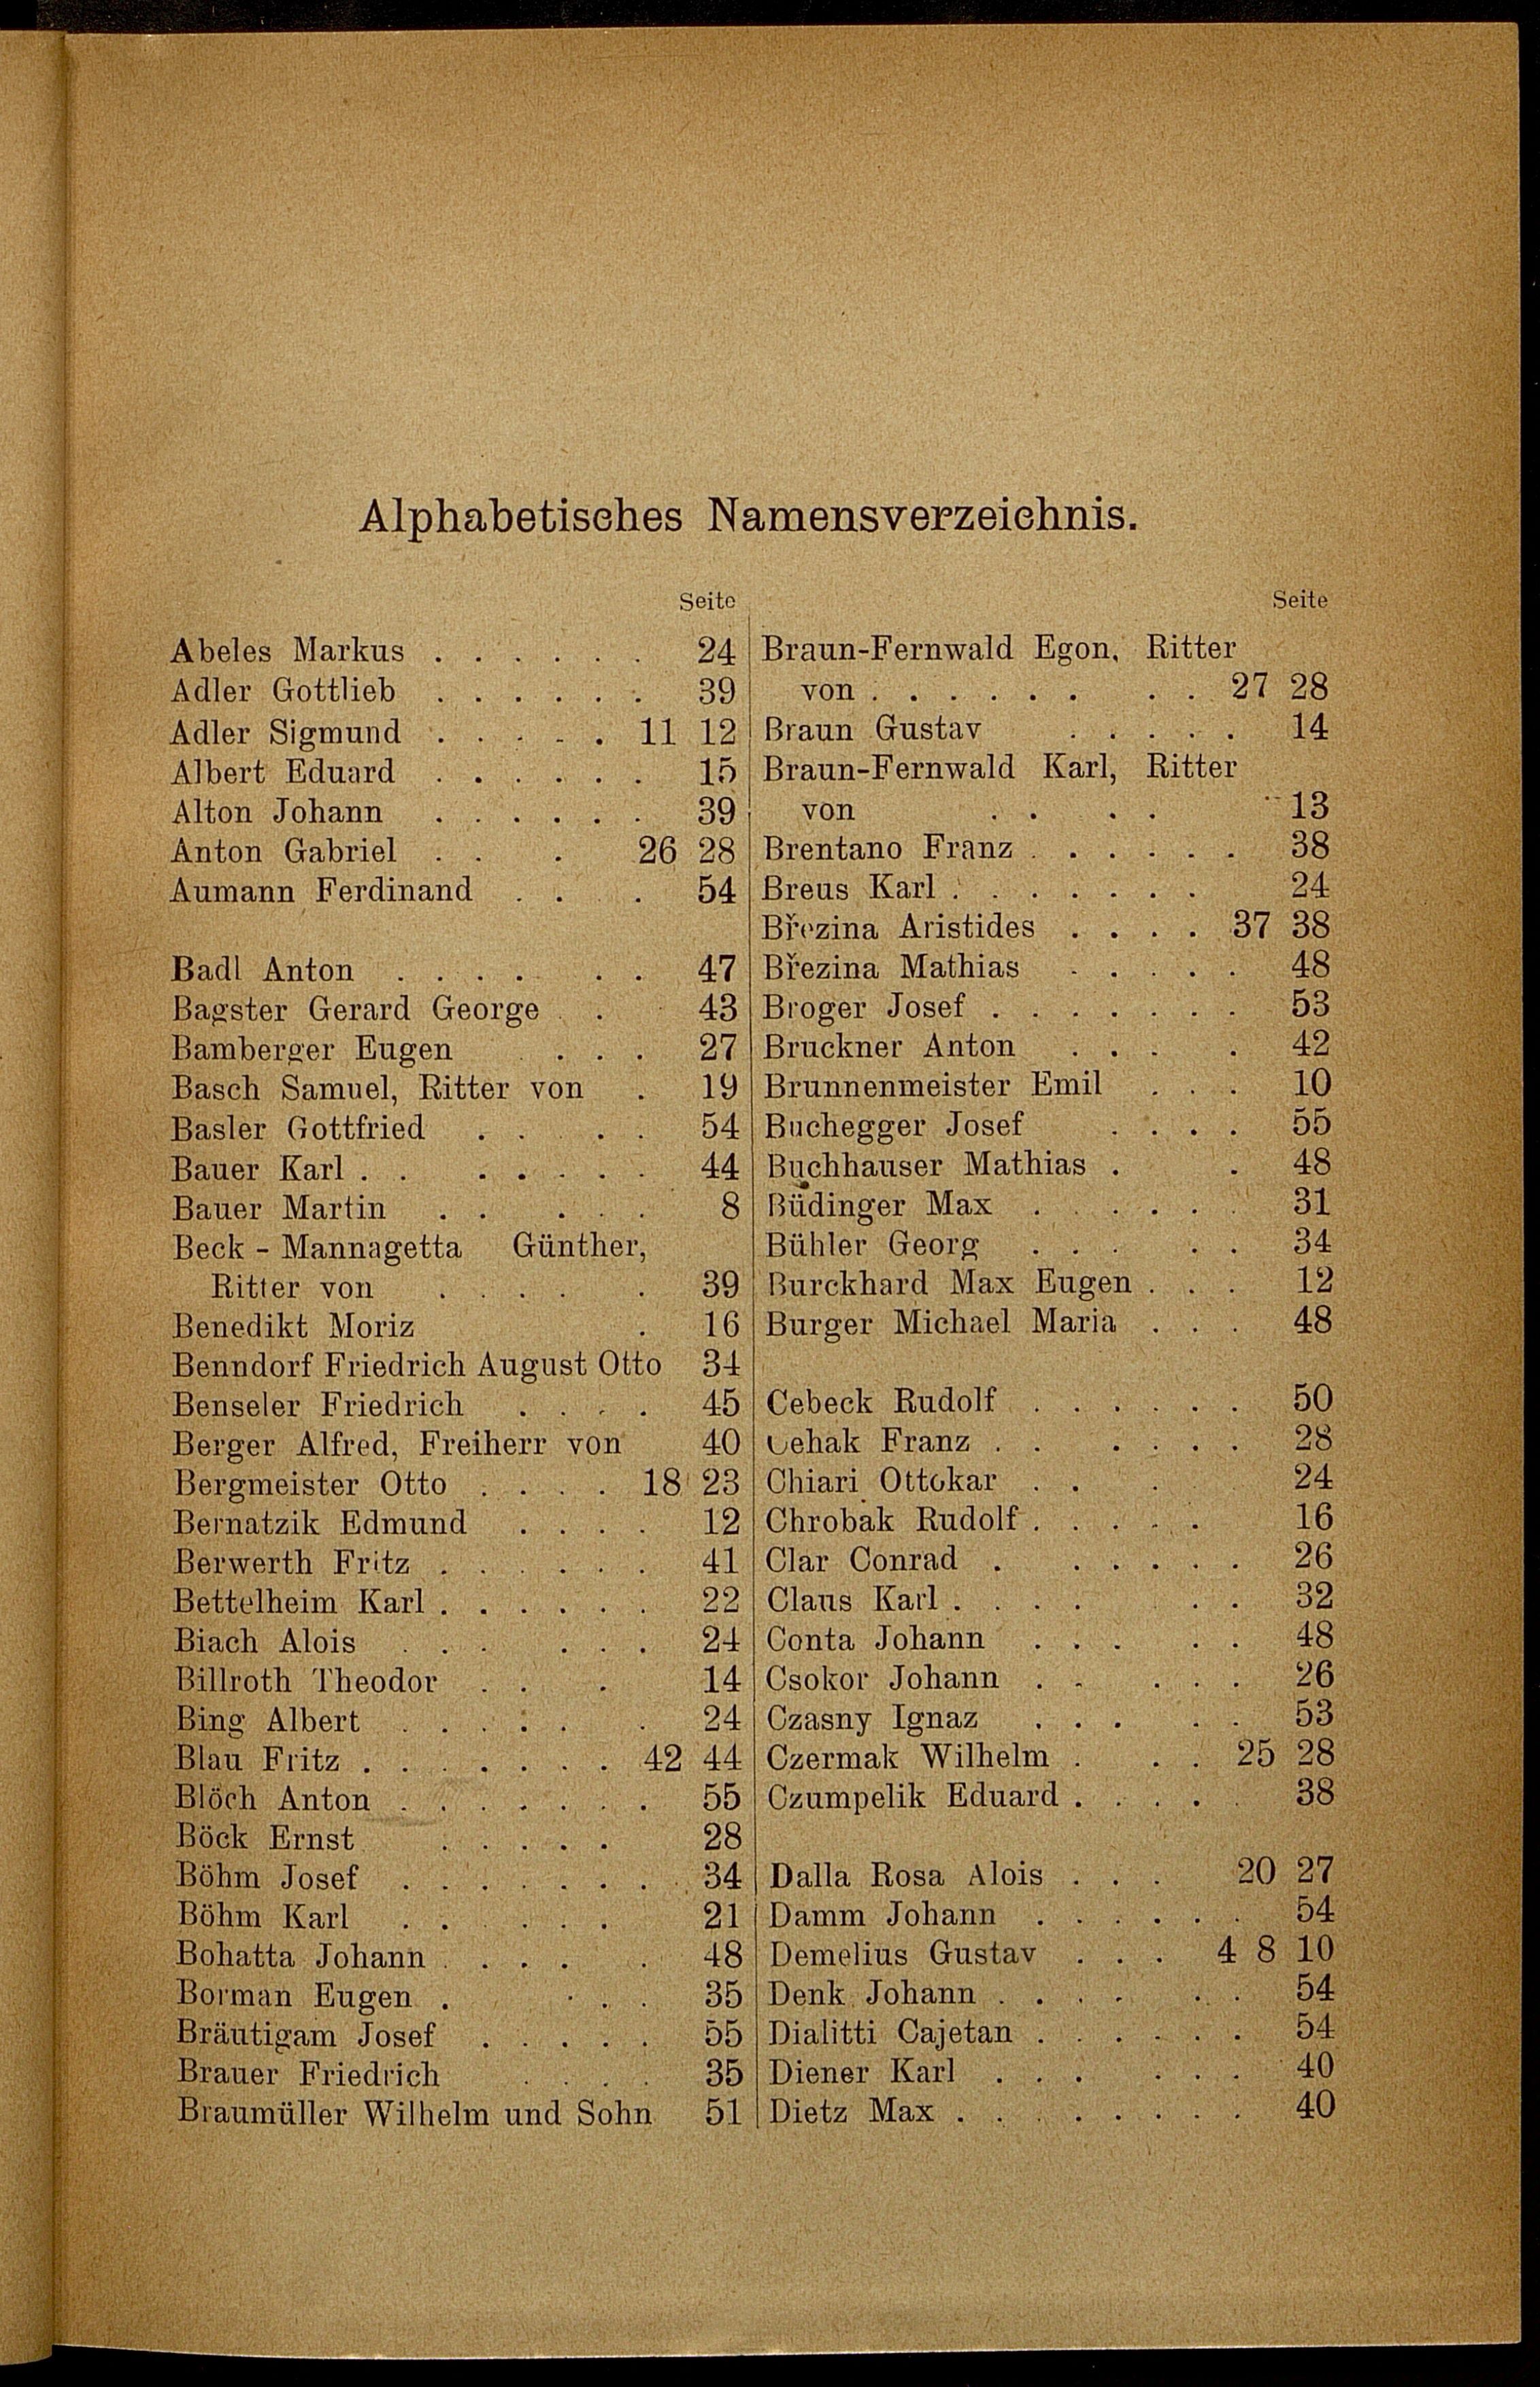 Alphabetisches Namensverzeichnis.
Seite
Abeles Markus . . . . . . 24
Adler Gottlieb . . . . . . 39
Adler Sigmund . . . . . 11 12
Albert Eduard . . . . . . 15
Alton Johann . . . . . . 39
Anton Gabriel . . . 26 28
Aumann Ferdinand . . . 54
Badl Anton . . . . . . 47
Bagster Gerard George . 43
Bamberger Eugen . . . 27
Basch Samuel, Ritter von . 19
Basler Gottfried . . . . 54
Bauer Karl . . . . . . . 44
Bauer Martin . . . . . 8
Beck - Mannagetta Günther,
Ritter von . . . . . 39
Benedikt Moriz . 16
Benndorf Friedrich August Otto 34
Benseler Friedrich . . . . 45
Berger Alfred, Freiherr von 40
Bergmeister Otto . . . . 18 23
Bernatzik Edmund . . . . 12
Berwerth Fritz . . . . . . 41
Bettelheim Karl . . . . . . 22
Biach Alois . . . . . . 24
Billroth Theodor . . . 14
Bing Albert . . . . . . 24
Blau Fritz . . . . . . . 42 44
Blöch Anton . . . . . . . 55
Böck Ernst . . . . . 28
Böhm Josef . . . . . . . 34
Böhm Karl . . . . . 21
Bohatta Johann . . . . . 48
Borman Eugen . . . . 35
Bräutigam Josef . . . . . 55
Brauer Friedrich . . . . 35
Braumüller Wilhelm und Sohn 51
Seite
Braun-Fernwald Egon, Ritter
von . . . . . . . . 27 28
Braun Gustav . . . . . 14
Braun-Fernwald Karl, Ritter
von . . . . 13
Brentano Franz . . . . . . 38
Breus Karl . . . . . . . 24
Březina Aristides . . . . 37 38
Březina Mathias . . . . . 48
Broger Josef . . . . . . . 53
Bruckner Anton . . . . 42
Brunnenmeister Emil . . . 10
Buchegger Josef . . . . 55
Buchhauser Mathias . . 48
Büdinger Max . . . . . . 31
Bühler Georg . . . . . 34
Burckhard Max Eugen . . . 12
Burger Michael Maria . . . 48
Cebeck Rudolf . . . . . . 50
Cehak Franz . . . . . . 28
Chiari Ottokar . . . 24
Chrobak Rudolf . . . . . 16
Clar Conrad . . . . . . 26
Claus Karl . . . . . . 32
Conta Johann . . . . . 48
Csokor Johann . . . . . 26
Czasny Ignaz . . . . . 53
Czermak Wilhelm . . . 25 28
Czumpelik Eduard . . . . . 38
Dalla Rosa Alois . . . 20 27
Damm Johann . . . . . . 54
Demelius Gustav . . . 4 8 10
Denk Johann . . . . . . 54
Dialitti Cajetan . . . . . . 54
Diener Karl . . . . . . 40
Dietz Max . . . . . . . . 40